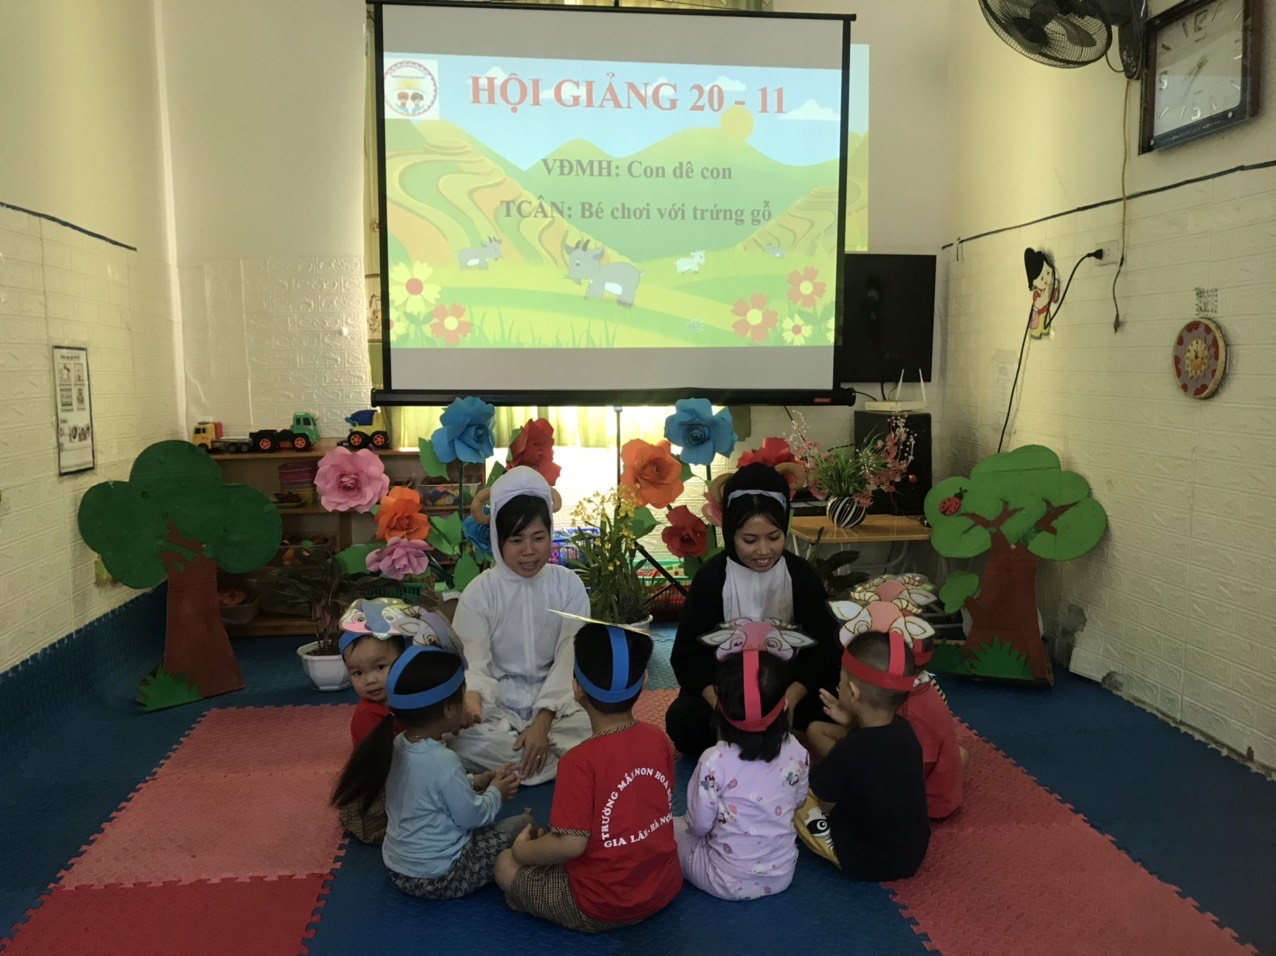 HỘI GIẢNG 20 - 11
VĐMH: Con dê con
TCÂN: Bé chơi với trứng gỗ
TRƯỜNG MẦM NON HOA
GIA LÂM - HÀ NỘI